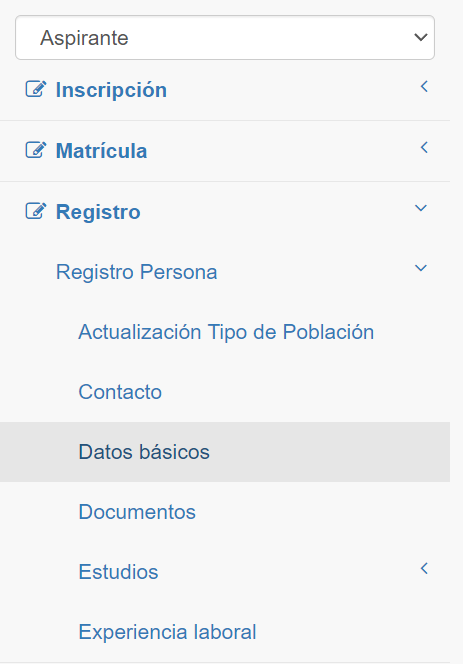 Aspirante
Inscripción
Matrícula
Registro
Registro Persona
Actualización Tipo de Población
Contacto
Datos básicos
Documentos
Estudios
Experiencia laboral